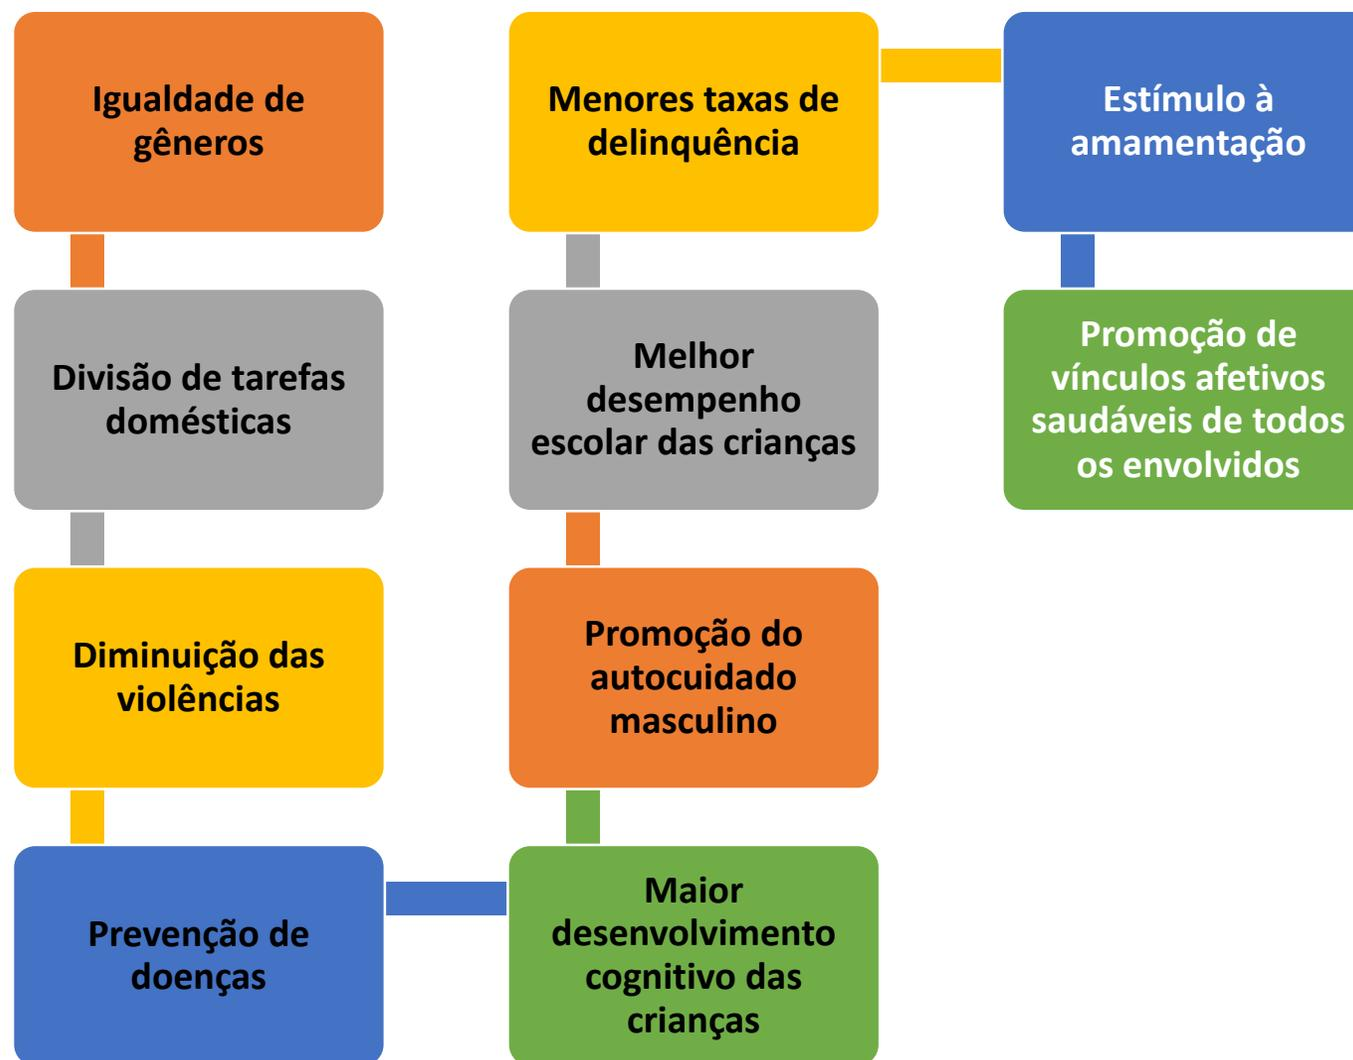 Igualdade de
gêneros
Divisão de tarefas
domésticas
Diminuição das
violências
Prevenção de
doenças
Maior
desenvolvimento
cognitivo das
crianças
Promoção do
autocuidado
masculino
Melhor
desempenho
escolar das crianças
Menores taxas de
delinquência
Estímulo à
amamentação
Promoção de
vínculos afetivos
saudáveis de todos
os envolvidos